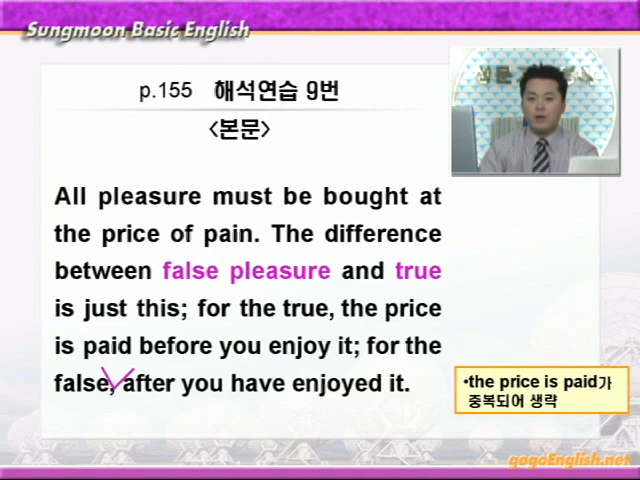 Sungmoon Basic English
p.155 해석연습 9번
<본문>
All pleasure must be bought at
the price of pain. The difference
between false pleasure and true
is just this; for the true, the price
is paid before you enjoy it; for the
false, after you have enjoyed it.
•the price is paid가
중복되어 생략
gogoEnglish.net